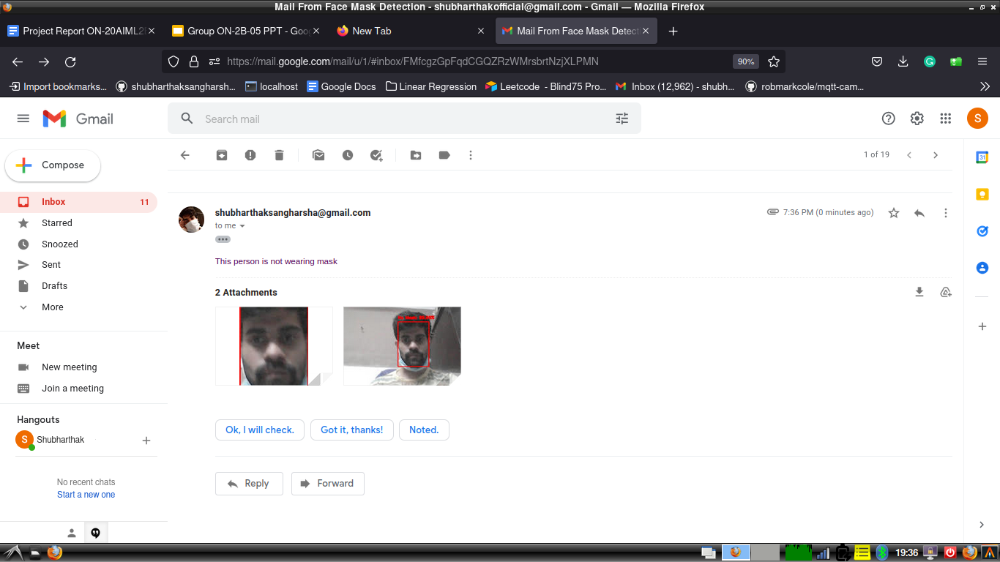 Mail From Face Mask Detection - shubharthakofficial@gmail.com - Gmail — Mozilla Firefox
Project Report ON-20AIML2
Group ON-2B-05 PPT - Goo
New Tab
Mail From Face Mask Detect
https://mail.google.com/mail/u/1/#inbox/FMfcgzGpFqdCGQZRzWMrsbrtNzjXLPMN
90%
Import bookmarks...
shubharthaksangharsh...
localhost
Google Docs
Linear Regression
Leetcode - Blind75 Pro...
Inbox (12,962) - shubh...
robmarkcole/mqtt-cam...
Gmail
Search mail
S
Compose
1 of 19
31
Inbox 11
Starred
Snoozed
Sent
Drafts
More
Meet
New meeting
Join a meeting
Hangouts
S Shubharthak
No recent chats
Start a new one
shubharthaksangharsha@gmail.com
7:36 PM (0 minutes ago)
to me
This person is not wearing mask
2 Attachments
Ok, I will check.
Got it, thanks!
Noted.
Reply
Forward
19:36